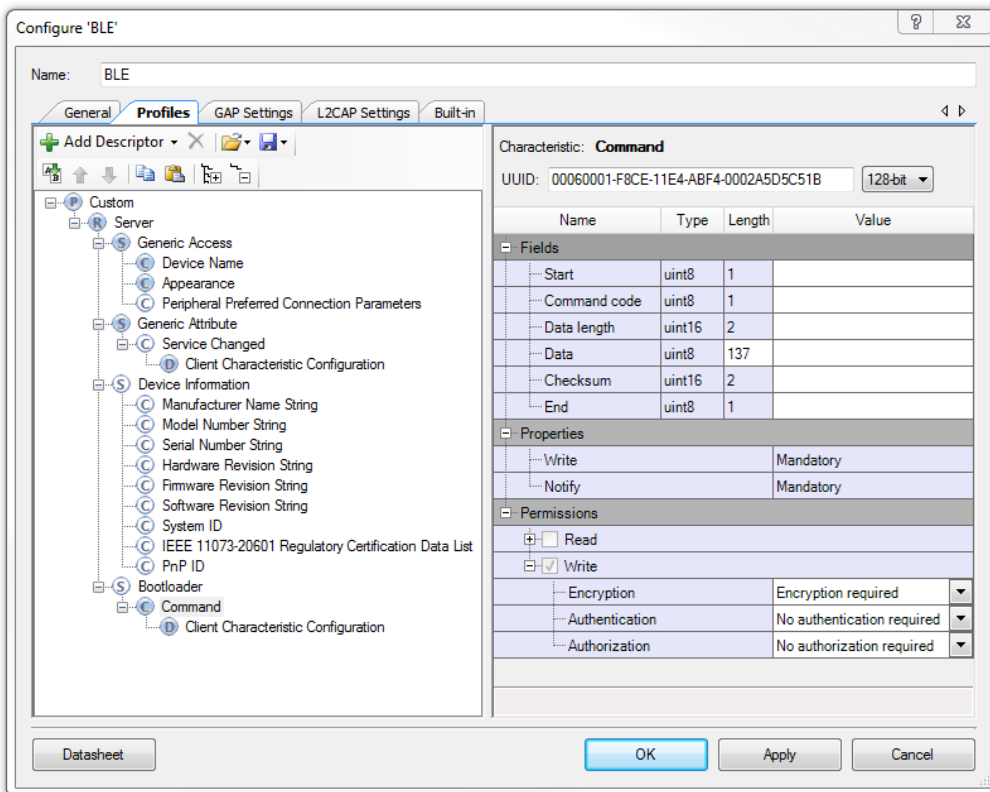 Configure 'BLE'
Name: BLE
General Profiles GAP Settings L2CAP Settings Built-in
Add Descriptor
Custom
Server
Generic Access
Device Name
Appearance
Peripheral Preferred Connection Parameters
Generic Attribute
Service Changed
Client Characteristic Configuration
Device Information
Manufacturer Name String
Model Number String
Serial Number String
Hardware Revision String
Firmware Revision String
Software Revision String
System ID
IEEE 11073-20601 Regulatory Certification Data List
PnP ID
Bootloader
Command
Client Characteristic Configuration
Characteristic: Command
UUID: 00060001-F8CE-11E4-ABF4-0002A5D5C51B 128-bit
Name Type Length Value
Fields
Start uint8 1
Command code uint8 1
Data length uint16 2
Data uint8 137
Checksum uint16 2
End uint8 1
Properties
Write Mandatory
Notify Mandatory
Permissions
Read
Write
Encryption Encryption required
Authentication No authentication required
Authorization No authorization required
Datasheet OK Apply Cancel